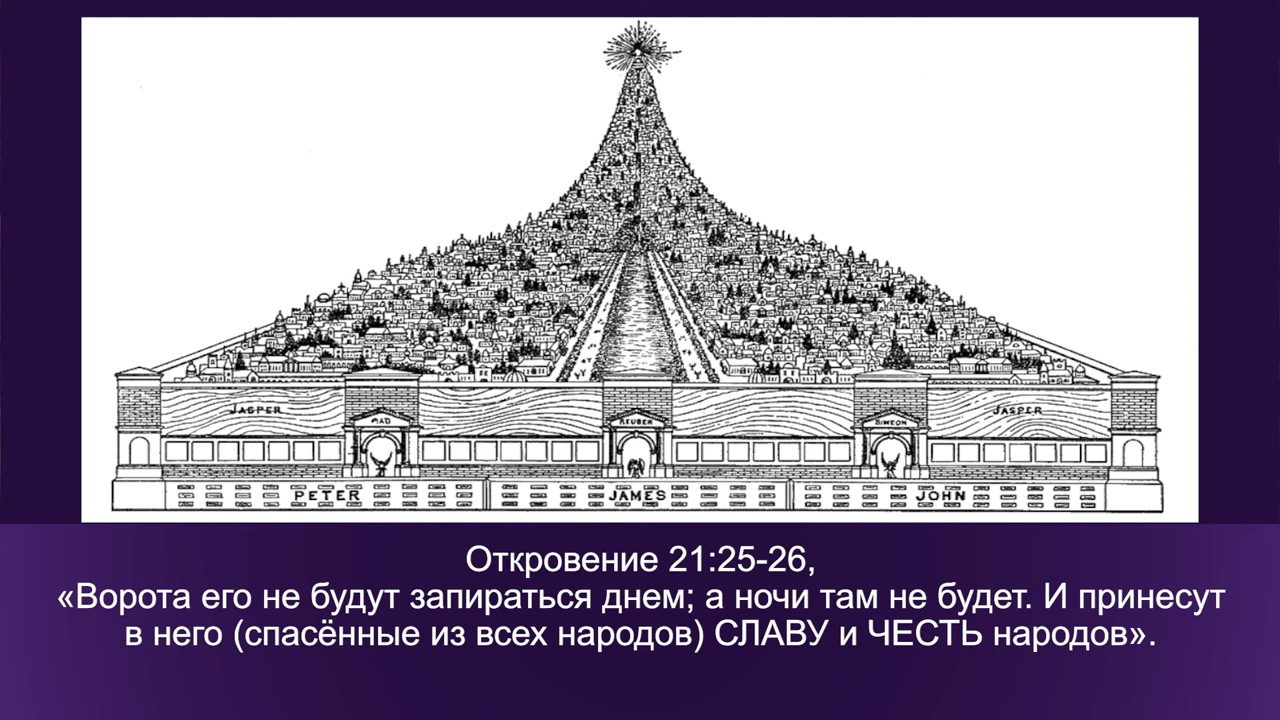 JASPER
JASPER
GAD
REUBEN
SIMEON
PETER
JAMES
JOHN
Откровение 21:25-26,
«Ворота его не будут запираться днем; а ночи там не будет. И принесут
в него (спасённые из всех народов) СЛАВУ и ЧЕСТЬ народов».